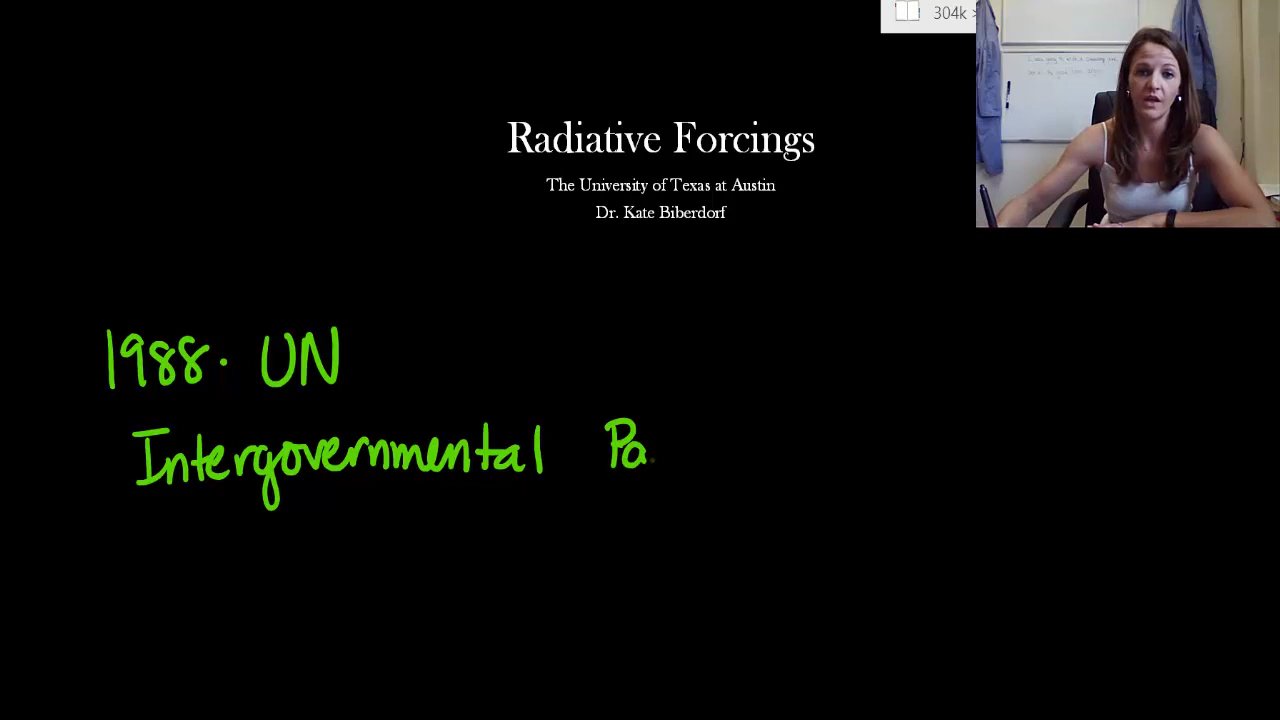 304k
Radiative Forcings
The University of Texas at Austin
Dr. Kate Biberdorf
1988. UN
Intergovernmental Pa